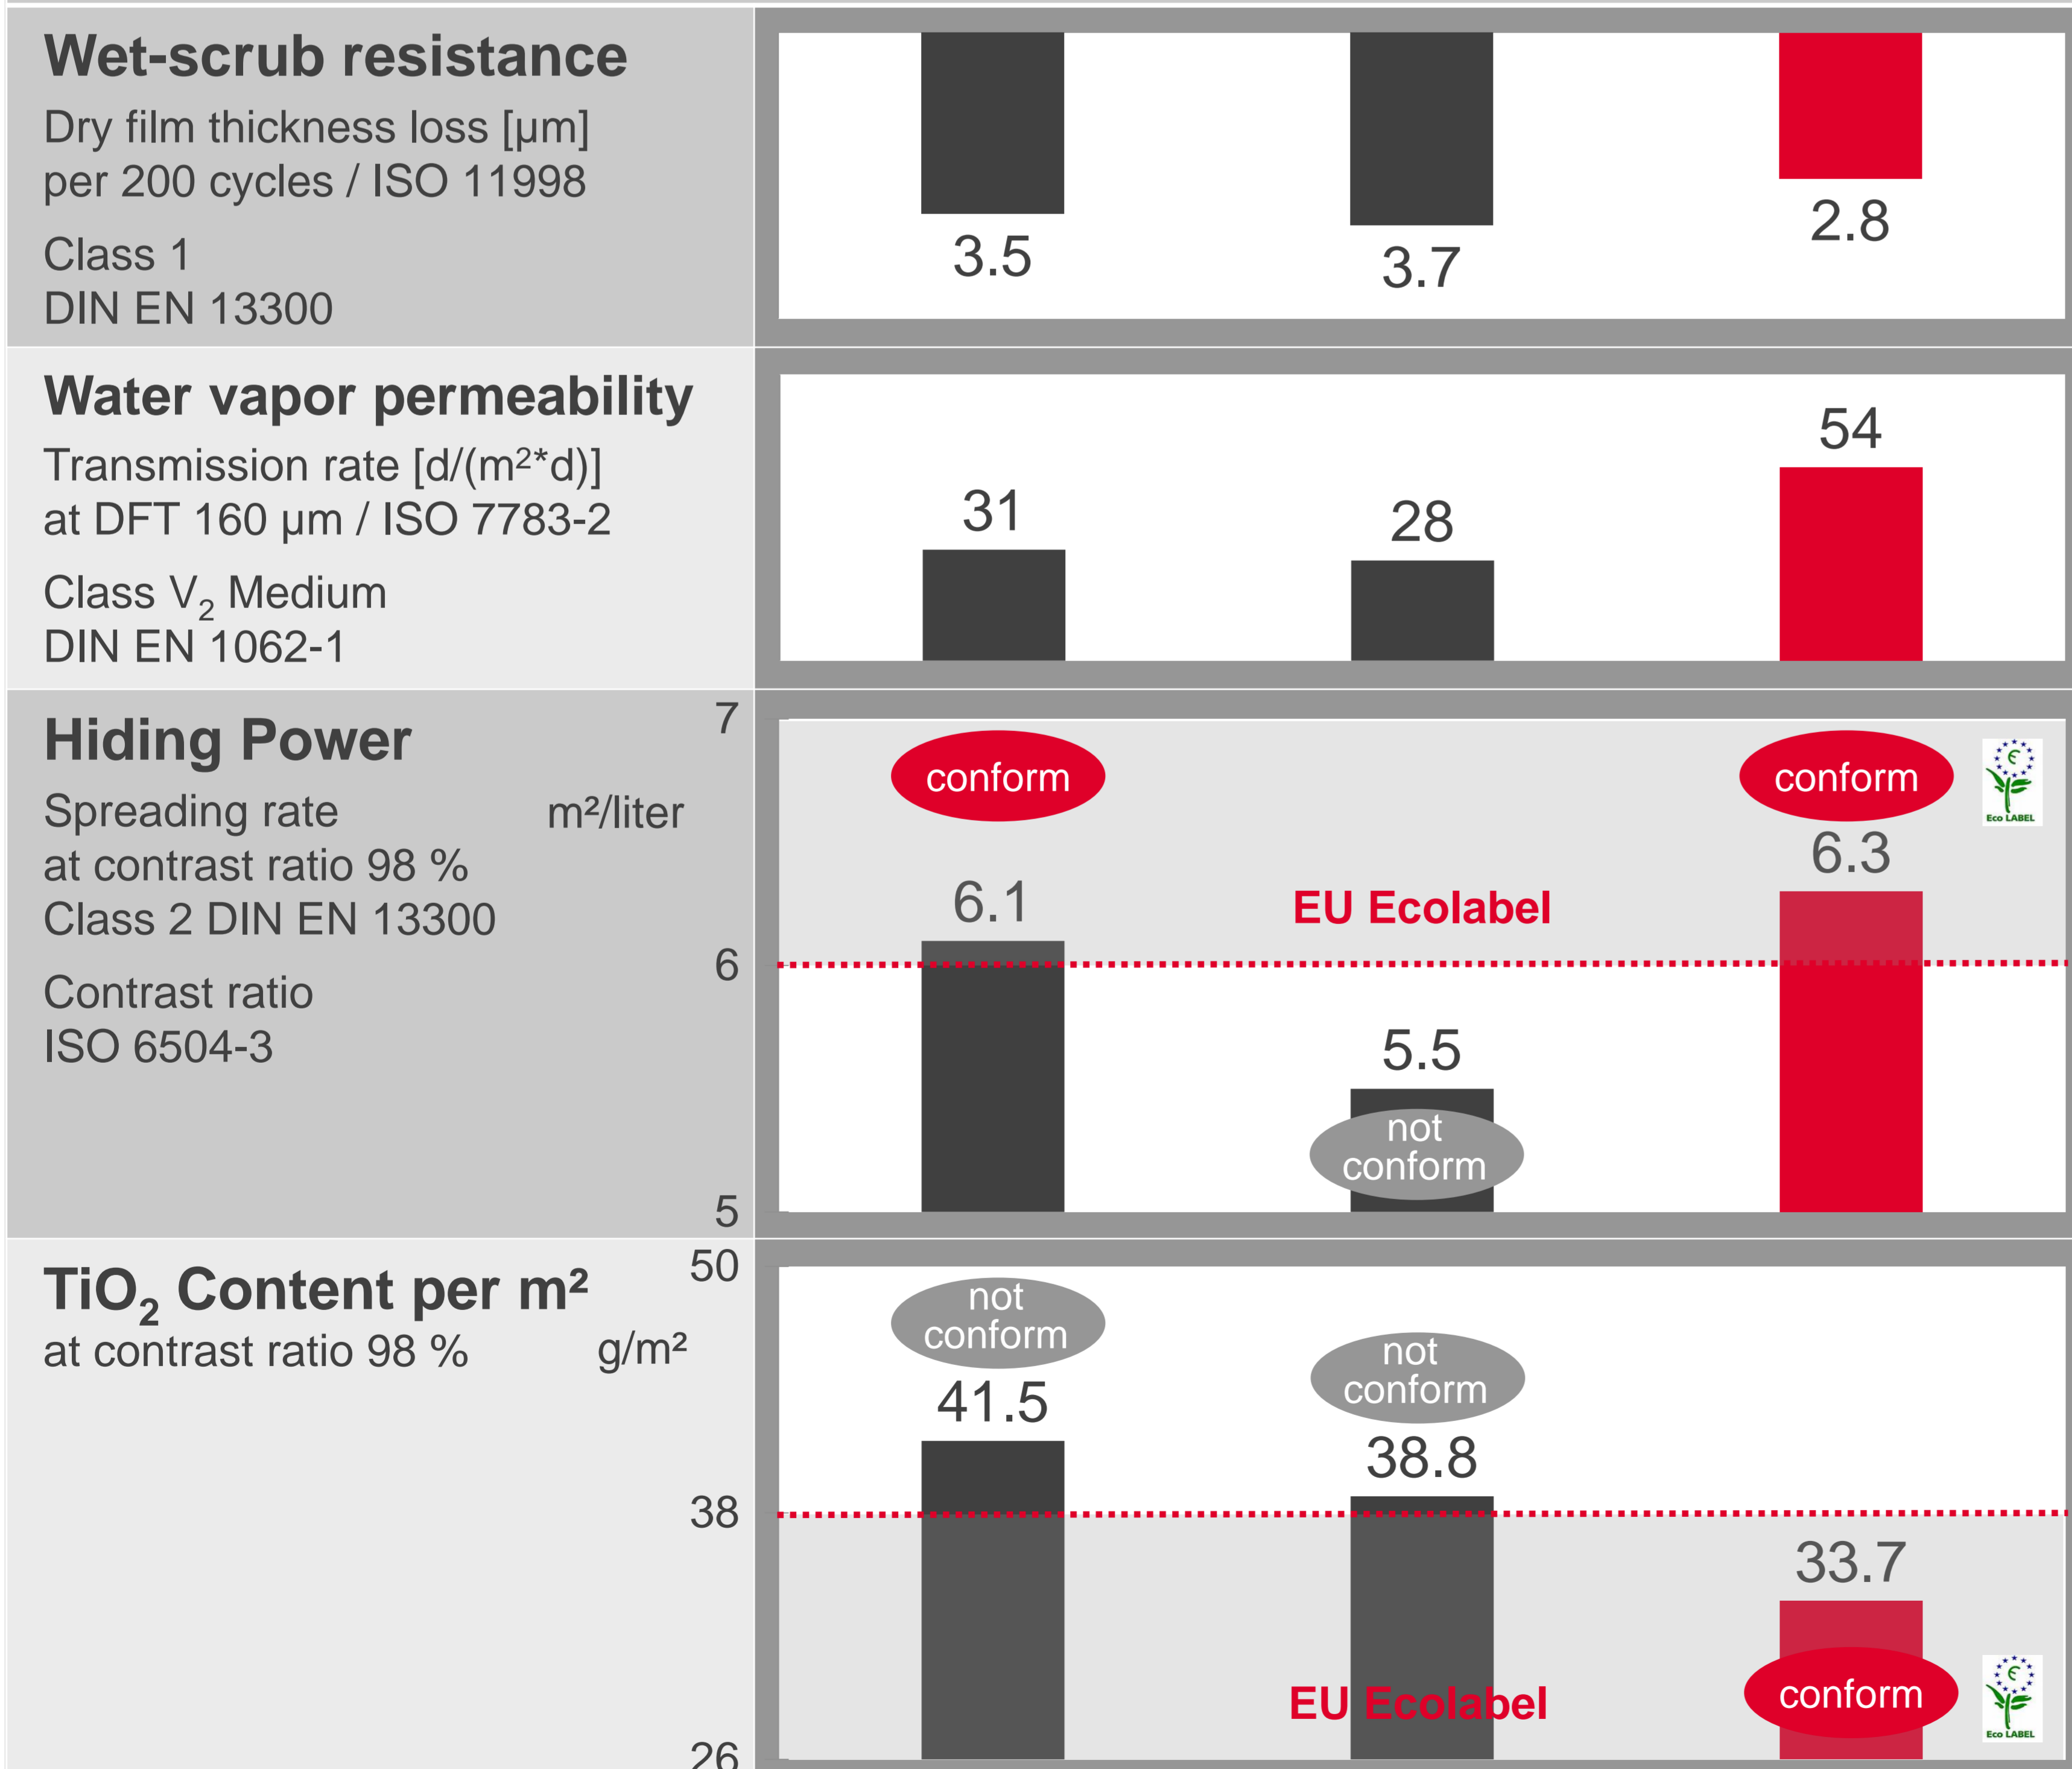 Wet-scrub resistance
Dry film thickness loss [µm]
per 200 cycles / ISO 11998
Class 1
DIN EN 13300
3.5
3.7
2.8
Water vapor permeability
Transmission rate [d/(m²*d)]
at DFT 160 µm / ISO 7783-2
Class V₂ Medium
DIN EN 1062-1
31
28
54
Hiding Power
Spreading rate m²/liter
at contrast ratio 98 %
Class 2 DIN EN 13300
Contrast ratio
ISO 6504-3
7
6
5
conform
6.1
EU Ecolabel
5.5
not
conform
conform
6.3
Eco LABEL
TiO₂ Content per m²
at contrast ratio 98 % g/m²
50
38
26
not
conform
41.5
not
conform
38.8
33.7
EU Ecolabel
conform
Eco LABEL